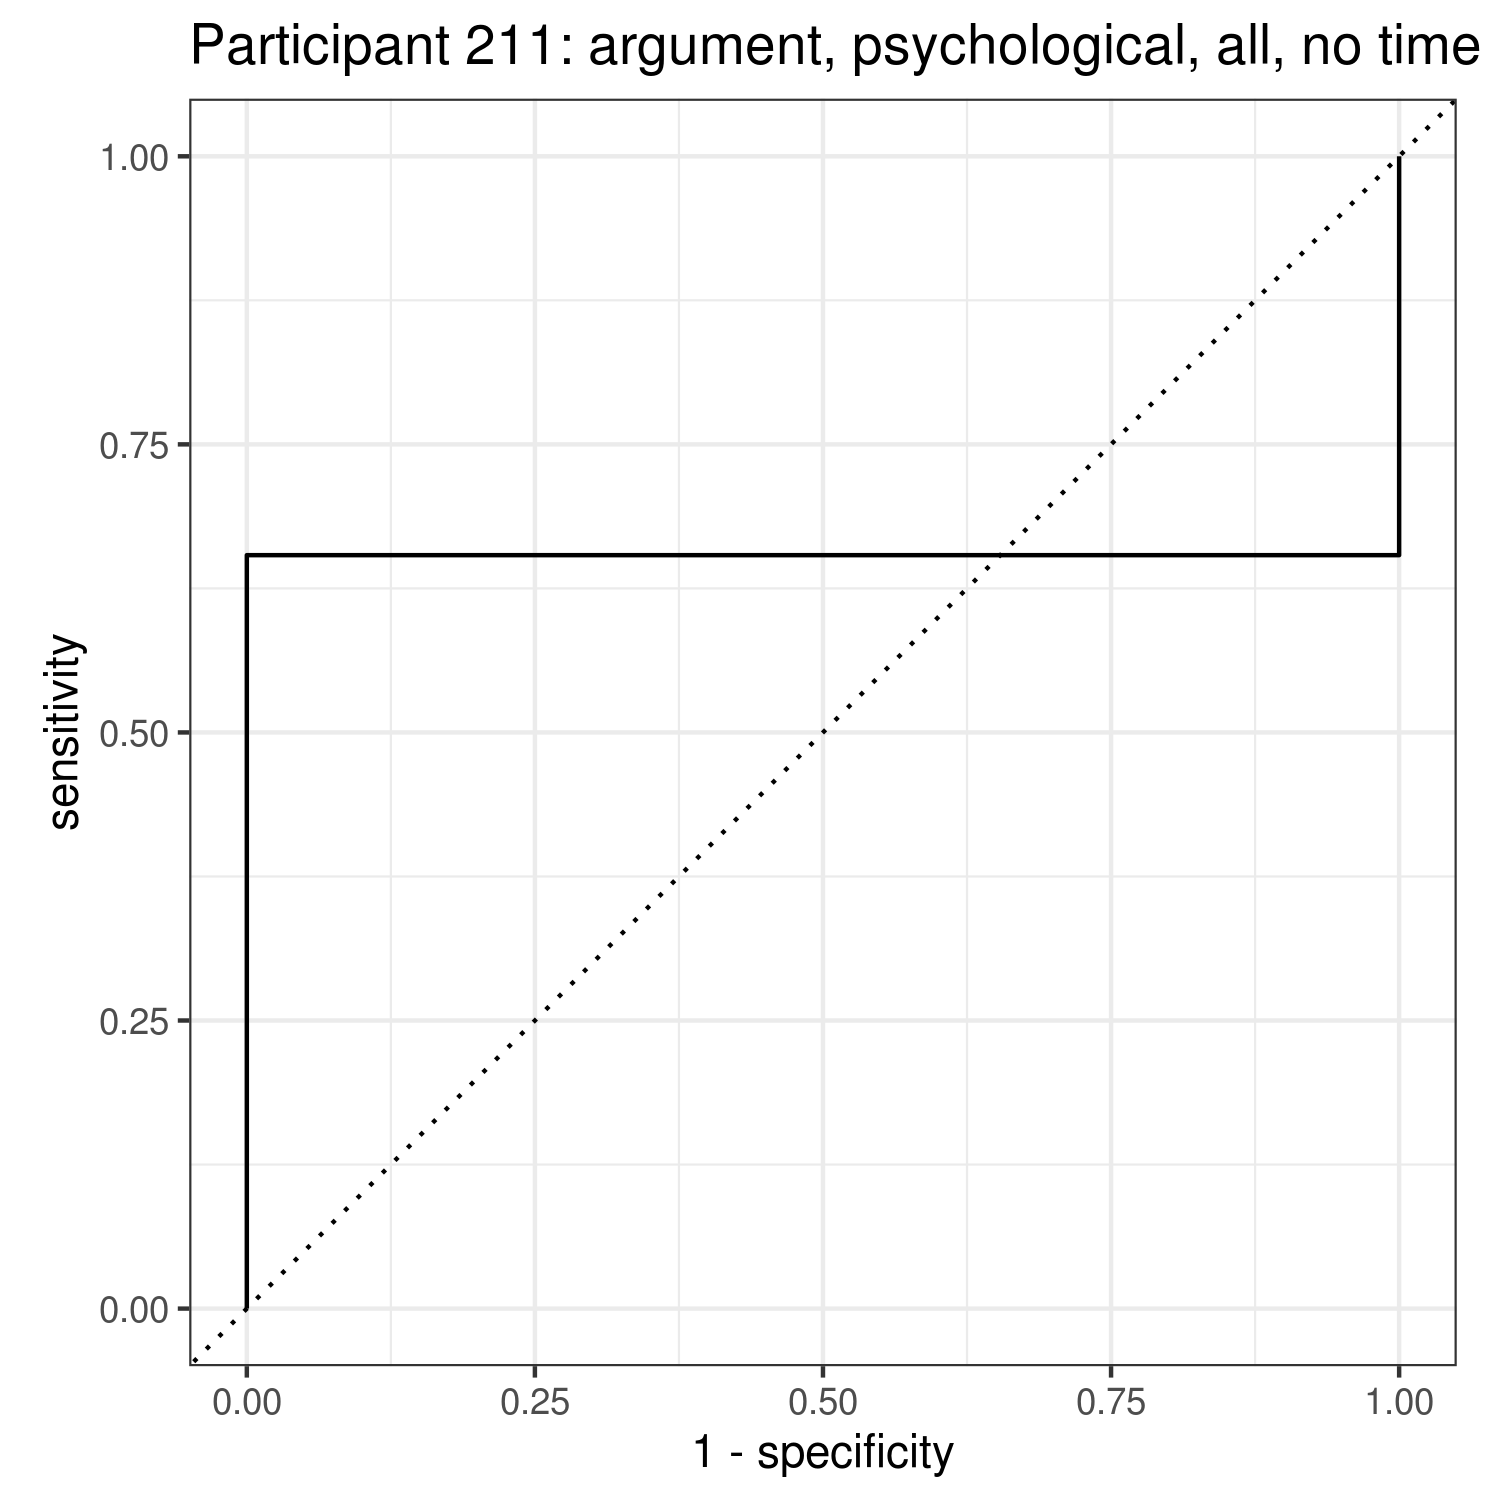 Participant 211: argument, psychological, all, no time
1.00
0.75
0.50
0.25
0.00
sensitivity
0.00 0.25 0.50 0.75 1.00
1 - specificity